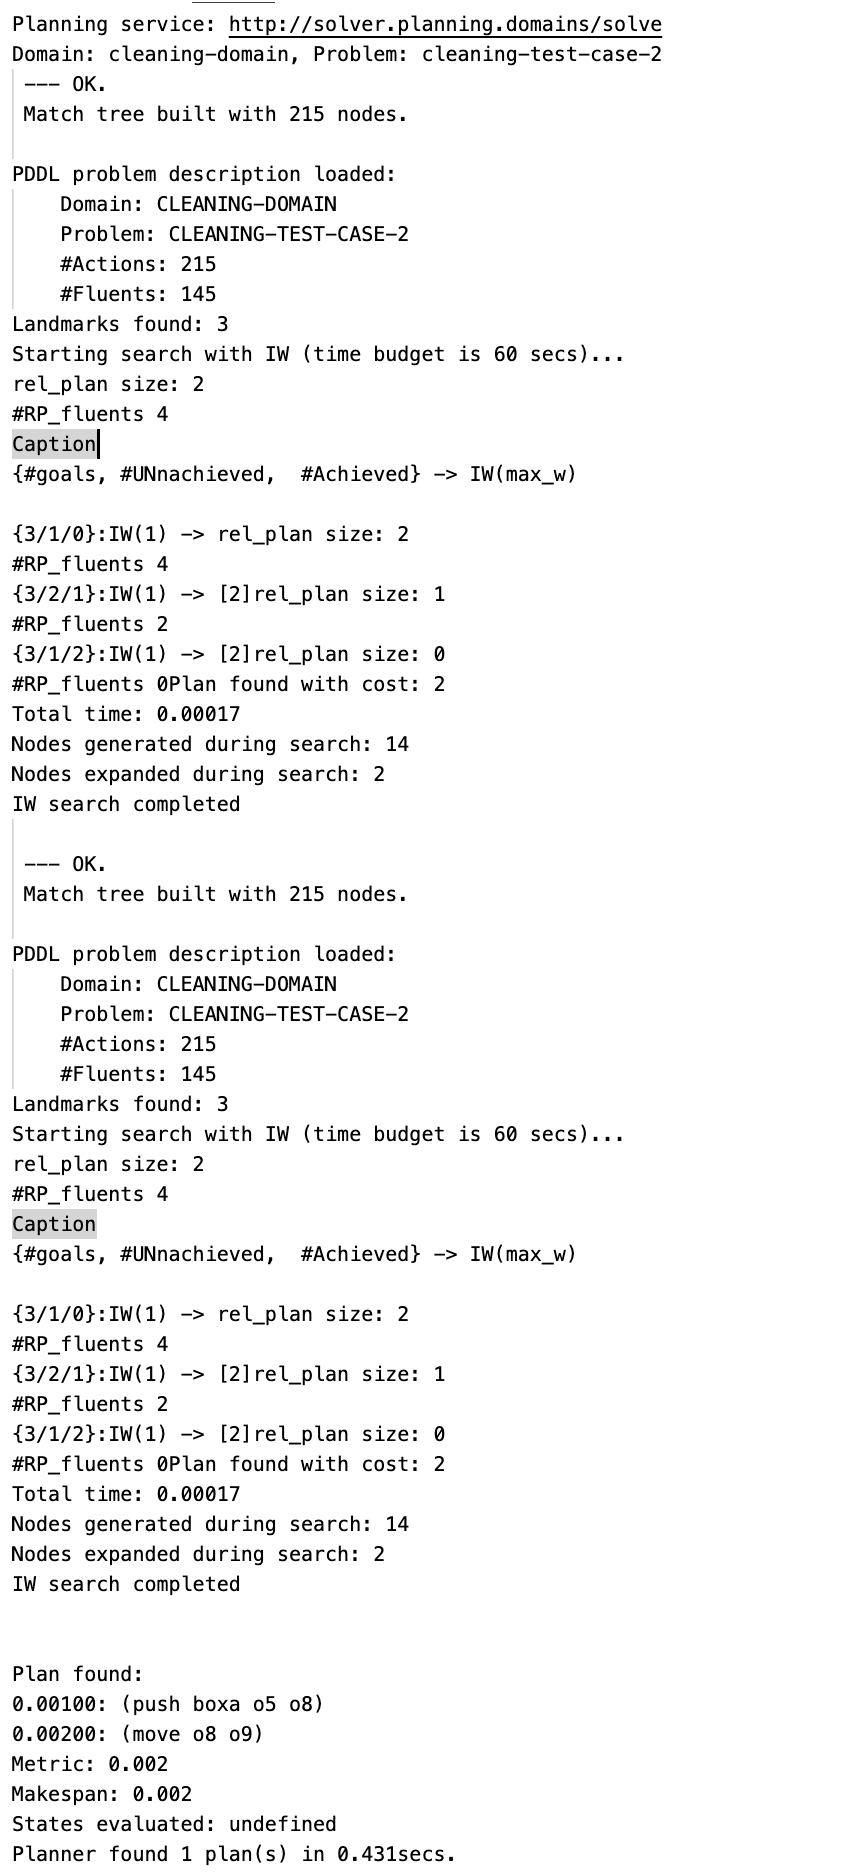 Planning service: http://solver.planning.domains/solve
Domain: cleaning-domain, Problem: cleaning-test-case-2
--- OK.
Match tree built with 215 nodes.
PDDL problem description loaded:
Domain: CLEANING-DOMAIN
Problem: CLEANING-TEST-CASE-2
#Actions: 215
#Fluents: 145
Landmarks found: 3
Starting search with IW (time budget is 60 secs)...
rel_plan size: 2
#RP_fluents 4
Caption
{#goals, #UNnachieved,  #Achieved} -> IW(max_w)
{3/1/0}:IW(1) -> rel_plan size: 2
#RP_fluents 4
{3/2/1}:IW(1) -> [2]rel_plan size: 1
#RP_fluents 2
{3/1/2}:IW(1) -> [2]rel_plan size: 0
#RP_fluents 0Plan found with cost: 2
Total time: 0.00017
Nodes generated during search: 14
Nodes expanded during search: 2
IW search completed
--- OK.
Match tree built with 215 nodes.
PDDL problem description loaded:
Domain: CLEANING-DOMAIN
Problem: CLEANING-TEST-CASE-2
#Actions: 215
#Fluents: 145
Landmarks found: 3
Starting search with IW (time budget is 60 secs)...
rel_plan size: 2
#RP_fluents 4
Caption
{#goals, #UNnachieved,  #Achieved} -> IW(max_w)
{3/1/0}:IW(1) -> rel_plan size: 2
#RP_fluents 4
{3/2/1}:IW(1) -> [2]rel_plan size: 1
#RP_fluents 2
{3/1/2}:IW(1) -> [2]rel_plan size: 0
#RP_fluents 0Plan found with cost: 2
Total time: 0.00017
Nodes generated during search: 14
Nodes expanded during search: 2
IW search completed
Plan found:
0.00100: (push boxa o5 o8)
0.00200: (move o8 o9)
Metric: 0.002
Makespan: 0.002
States evaluated: undefined
Planner found 1 plan(s) in 0.431secs.